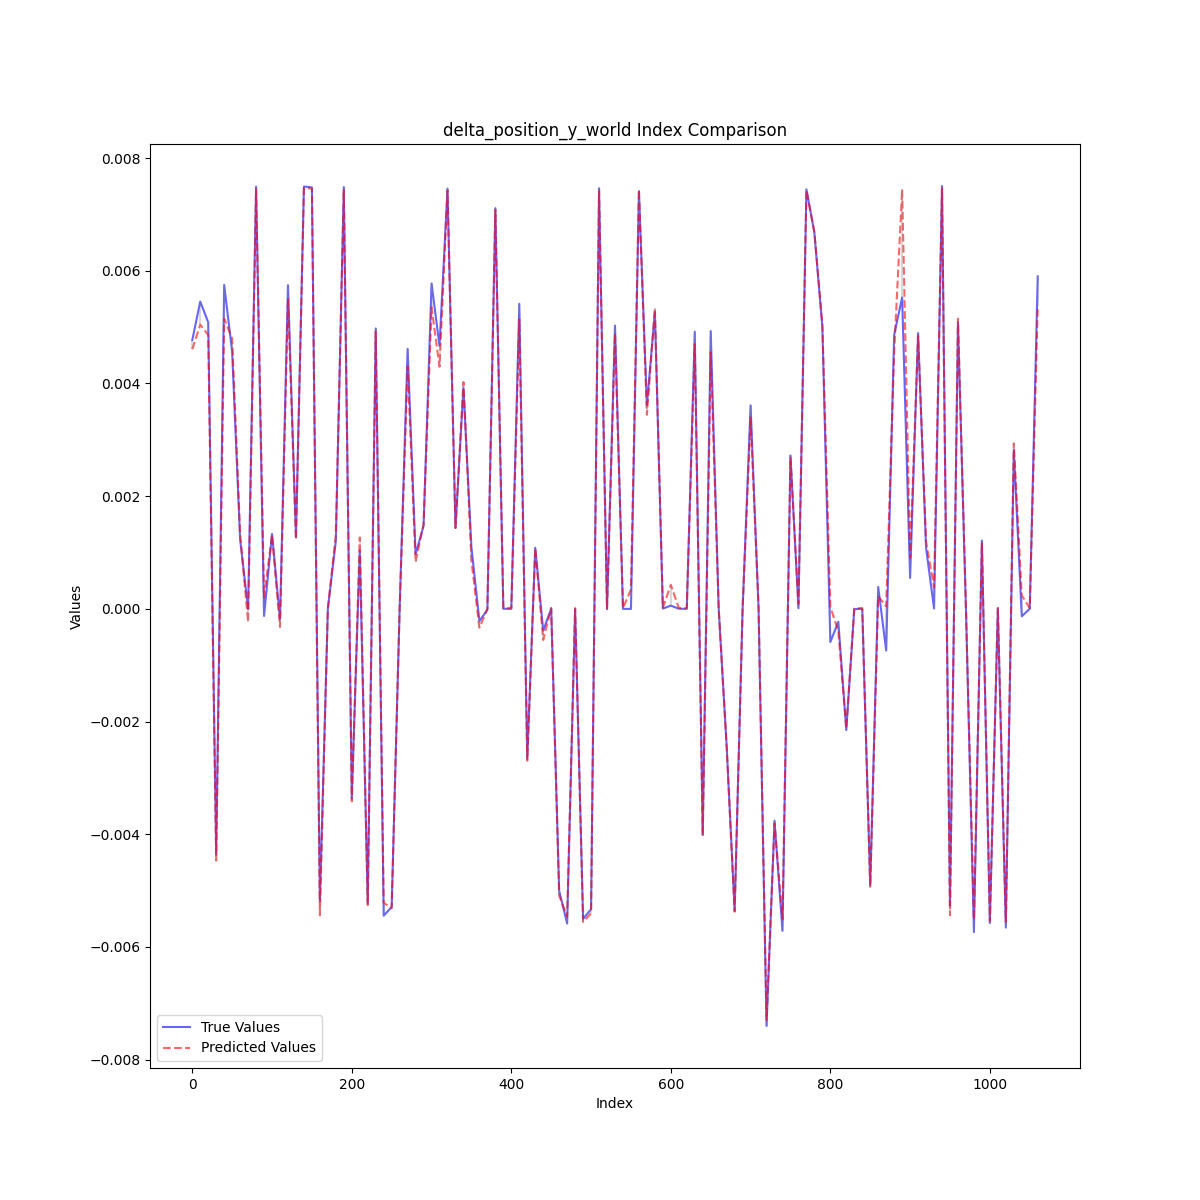 delta_position_y_world Index Comparison
0.008
0.006
0.004
0.002
0.000
−0.002
−0.004
−0.006
−0.008
Values
True Values
Predicted Values
0 200 400 600 800 1000
Index